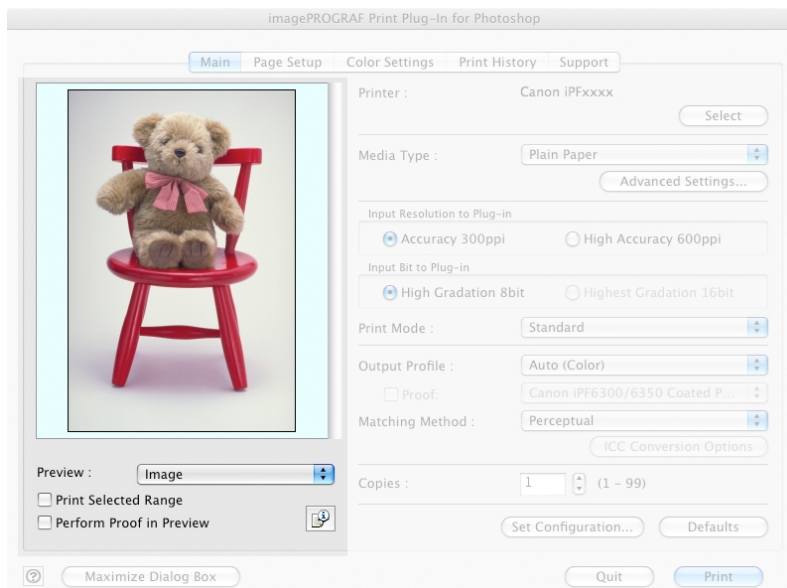 imagePROGRAF Print Plug-In for Photoshop
Main Page Setup Color Settings Print History Support
Printer : Canon iPFxxxx
Select
Media Type : Plain Paper
Advanced Settings...
Input Resolution to Plug-in
Accuracy 300ppi High Accuracy 600ppi
Input Bit to Plug-in
High Gradation 8bit Highest Gradation 16bit
Print Mode : Standard
Output Profile : Auto (Color)
Proof: Canon iPF6300/6350 Coated P...
Matching Method : Perceptual
ICC Conversion Options
Preview : Image
Print Selected Range
Perform Proof in Preview
Copies : 1 (1 - 99)
Set Configuration... Defaults
? Maximize Dialog Box Quit Print